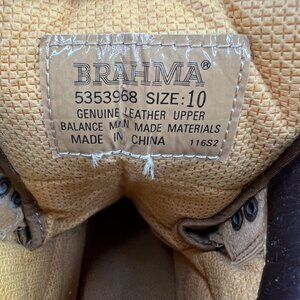 BRAHMA®
5353968 SIZE: 10
GENUINE LEATHER UPPER
BALANCE MAN MADE MATERIALS
MADE IN CHINA 116S2